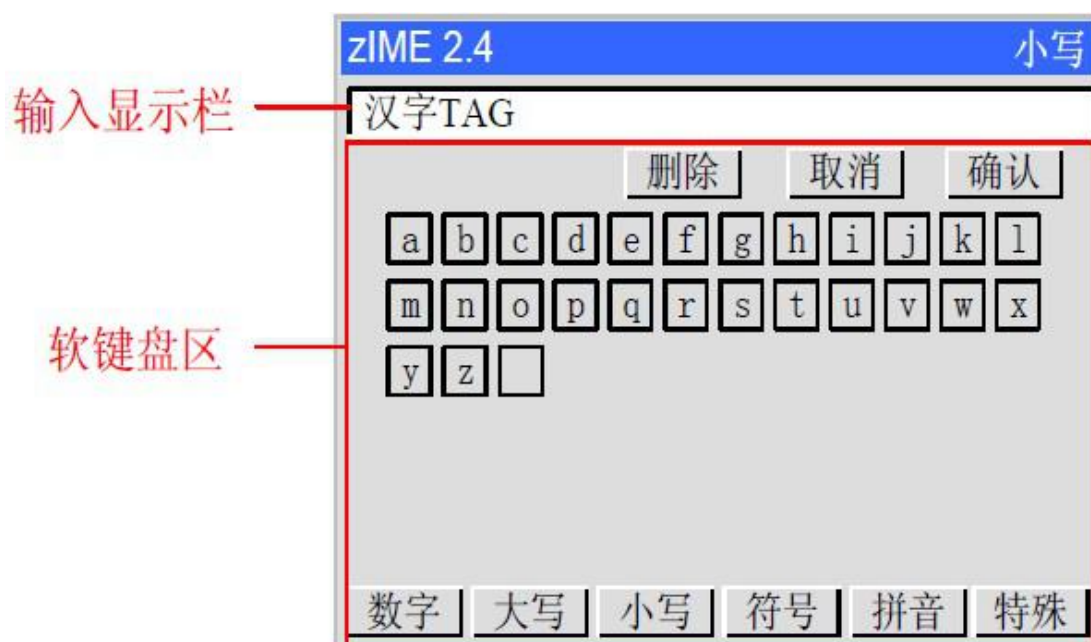 zIME 2.4 小写
输入显示栏
汉字TAG
删除 取消 确认
a b c d e f g h i j k l
m n o p q r s t u v w x
软键盘区
y z
数字 大写 小写 符号 拼音 特殊